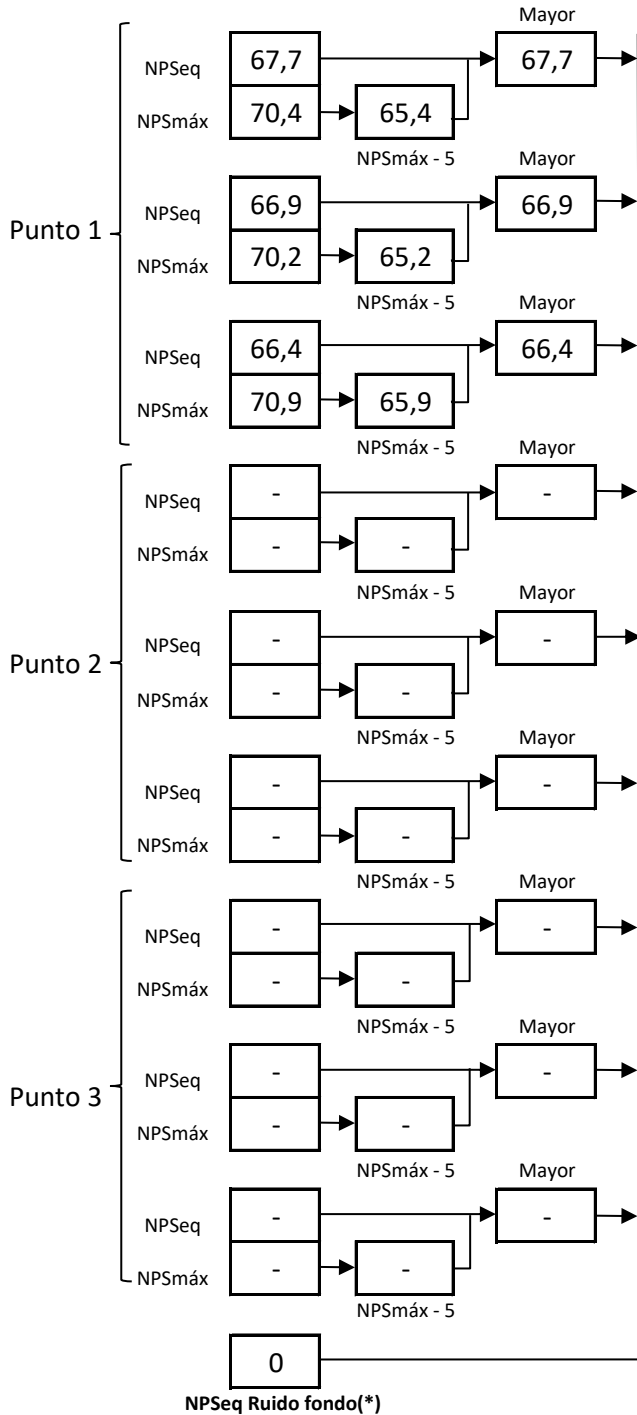 Mayor
NPSeq 67,7 67,7
NPSmáx 70,4 65,4
NPSmáx - 5 Mayor
Punto 1
NPSeq 66,9 66,9
NPSmáx 70,2 65,2
NPSmáx - 5 Mayor
NPSeq 66,4 66,4
NPSmáx 70,9 65,9
NPSmáx - 5 Mayor
NPSeq - -
NPSmáx - -
NPSmáx - 5 Mayor
Punto 2
NPSeq - -
NPSmáx - -
NPSmáx - 5 Mayor
NPSeq - -
NPSmáx - -
NPSmáx - 5 Mayor
NPSeq - -
NPSmáx - -
NPSmáx - 5 Mayor
Punto 3
NPSeq - -
NPSmáx - -
NPSmáx - 5 Mayor
NPSeq - -
NPSmáx - -
NPSmáx - 5
0
NPSeq Ruido fondo(*)